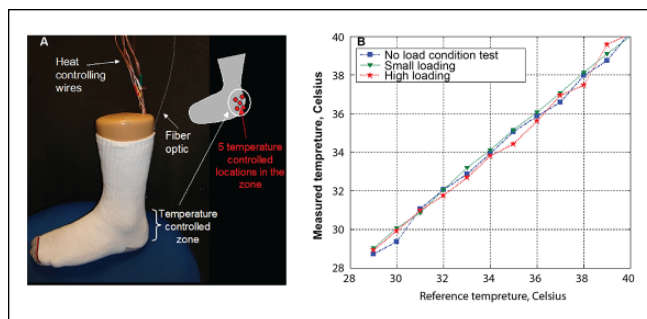 A
Heat
controlling
wires
Fiber
optic
5 temperature
controlled
locations in the
zone
Temperature
controlled
zone
B
No load condition test
Small loading
High loading
Measured tempreture, Celsius
40
38
36
34
32
30
28
28
30
32
34
36
38
40
Reference tempreture, Celsius